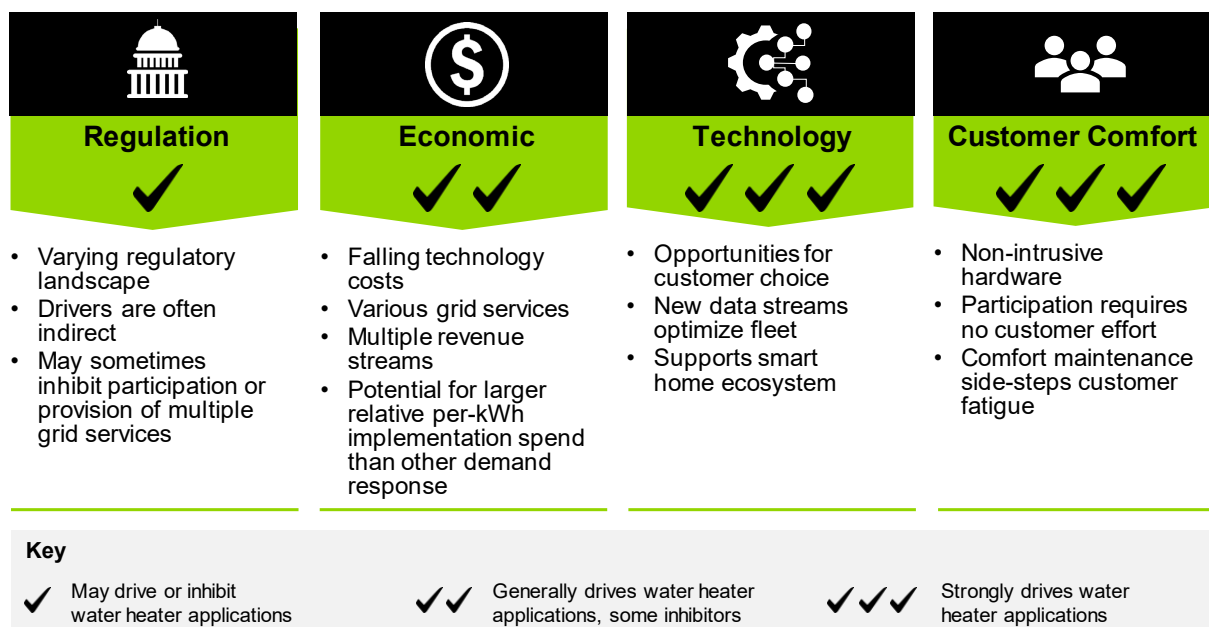 Regulation
• Varying regulatory
landscape
• Drivers are often
indirect
• May sometimes
inhibit participation or
provision of multiple
grid services
Economic
• Falling technology
costs
• Various grid services
• Multiple revenue
streams
• Potential for larger
relative per-kWh
implementation spend
than other demand
response
Technology
• Opportunities for
customer choice
• New data streams
optimize fleet
• Supports smart
home ecosystem
Customer Comfort
• Non-intrusive
hardware
• Participation requires
no customer effort
• Comfort maintenance
side-steps customer
fatigue
Key
May drive or inhibit
water heater applications
Generally drives water heater
applications, some inhibitors
Strongly drives water
heater applications